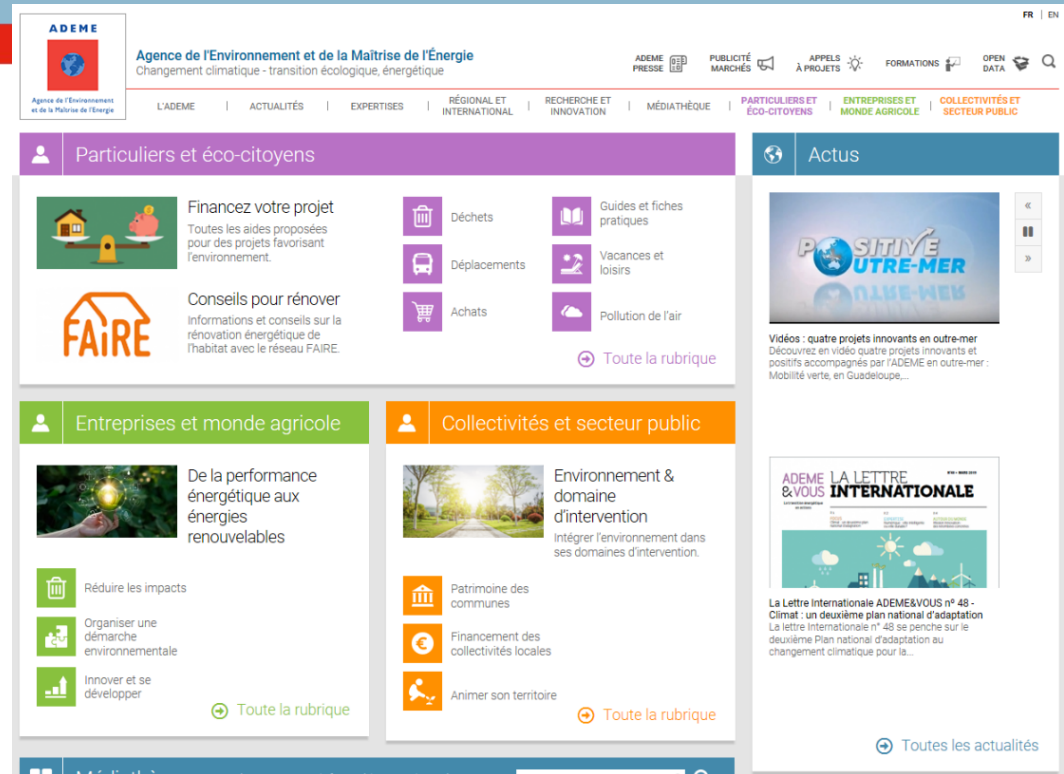 FR | EN
ADEME
Agence de l'Environnement
et de la Maîtrise de l'Energie
Agence de l'Environnement et de la Maîtrise de l'Énergie
Changement climatique - transition écologique, énergétique
ADEME
PRESSE
PUBLICITÉ
MARCHÉS
APPELS
À PROJETS
FORMATIONS
OPEN
DATA
L'ADEME
ACTUALITÉS
EXPERTISES
RÉGIONAL ET
INTERNATIONAL
RECHERCHE ET
INNOVATION
MÉDIATHÈQUE
PARTICULIERS ET
ÉCO-CITOYENS
ENTREPRISES ET
MONDE AGRICOLE
COLLECTIVITÉS ET
SECTEUR PUBLIC
Particuliers et éco-citoyens
Financez votre projet
Toutes les aides proposées
pour des projets favorisant
l'environnement.
FAiRE
Conseils pour rénover
Informations et conseils sur la
rénovation énergétique de
l'habitat avec le réseau FAIRE.
Déchets
Déplacements
Achats
Guides et fiches
pratiques
Vacances et
loisirs
Pollution de l'air
Toute la rubrique
Entreprises et monde agricole
De la performance
énergétique aux
énergies
renouvelables
Réduire les impacts
Organiser une
démarche
environnementale
Innover et se
développer
Toute la rubrique
Collectivités et secteur public
Environnement &
domaine
d'intervention
Intégrer l'environnement dans
ses domaines d'intervention.
Patrimoine des
communes
Financement des
collectivités locales
Animer son territoire
Toute la rubrique
Actus
«
»
POSITIVE
OUTRE-MER
Vidéos : quatre projets innovants en outre-mer
Découvrez en vidéo quatre projets innovants et
positifs accompagnés par l'ADEME en outre-mer :
Mobilité verte, en Guadeloupe,...
ADEME
&VOUS
LA LETTRE
INTERNATIONALE
La Lettre Internationale ADEME&VOUS nº 48 -
Climat : un deuxième plan national d'adaptation
La lettre Internationale n° 48 se penche sur le
deuxième Plan national d'adaptation au
changement climatique pour la...
Toutes les actualités